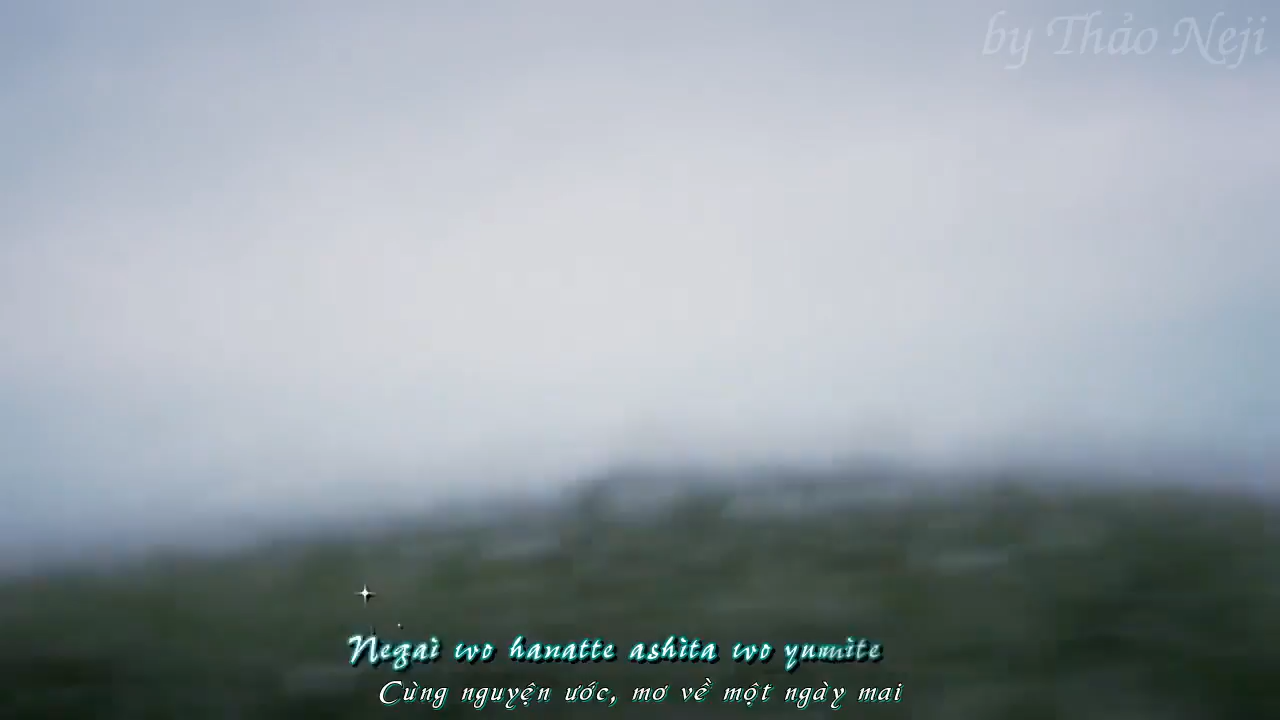 by Thảo Neji
Negai wo hanatte ashita wo yumite
Cùng nguyện ước, mơ về một ngày mai